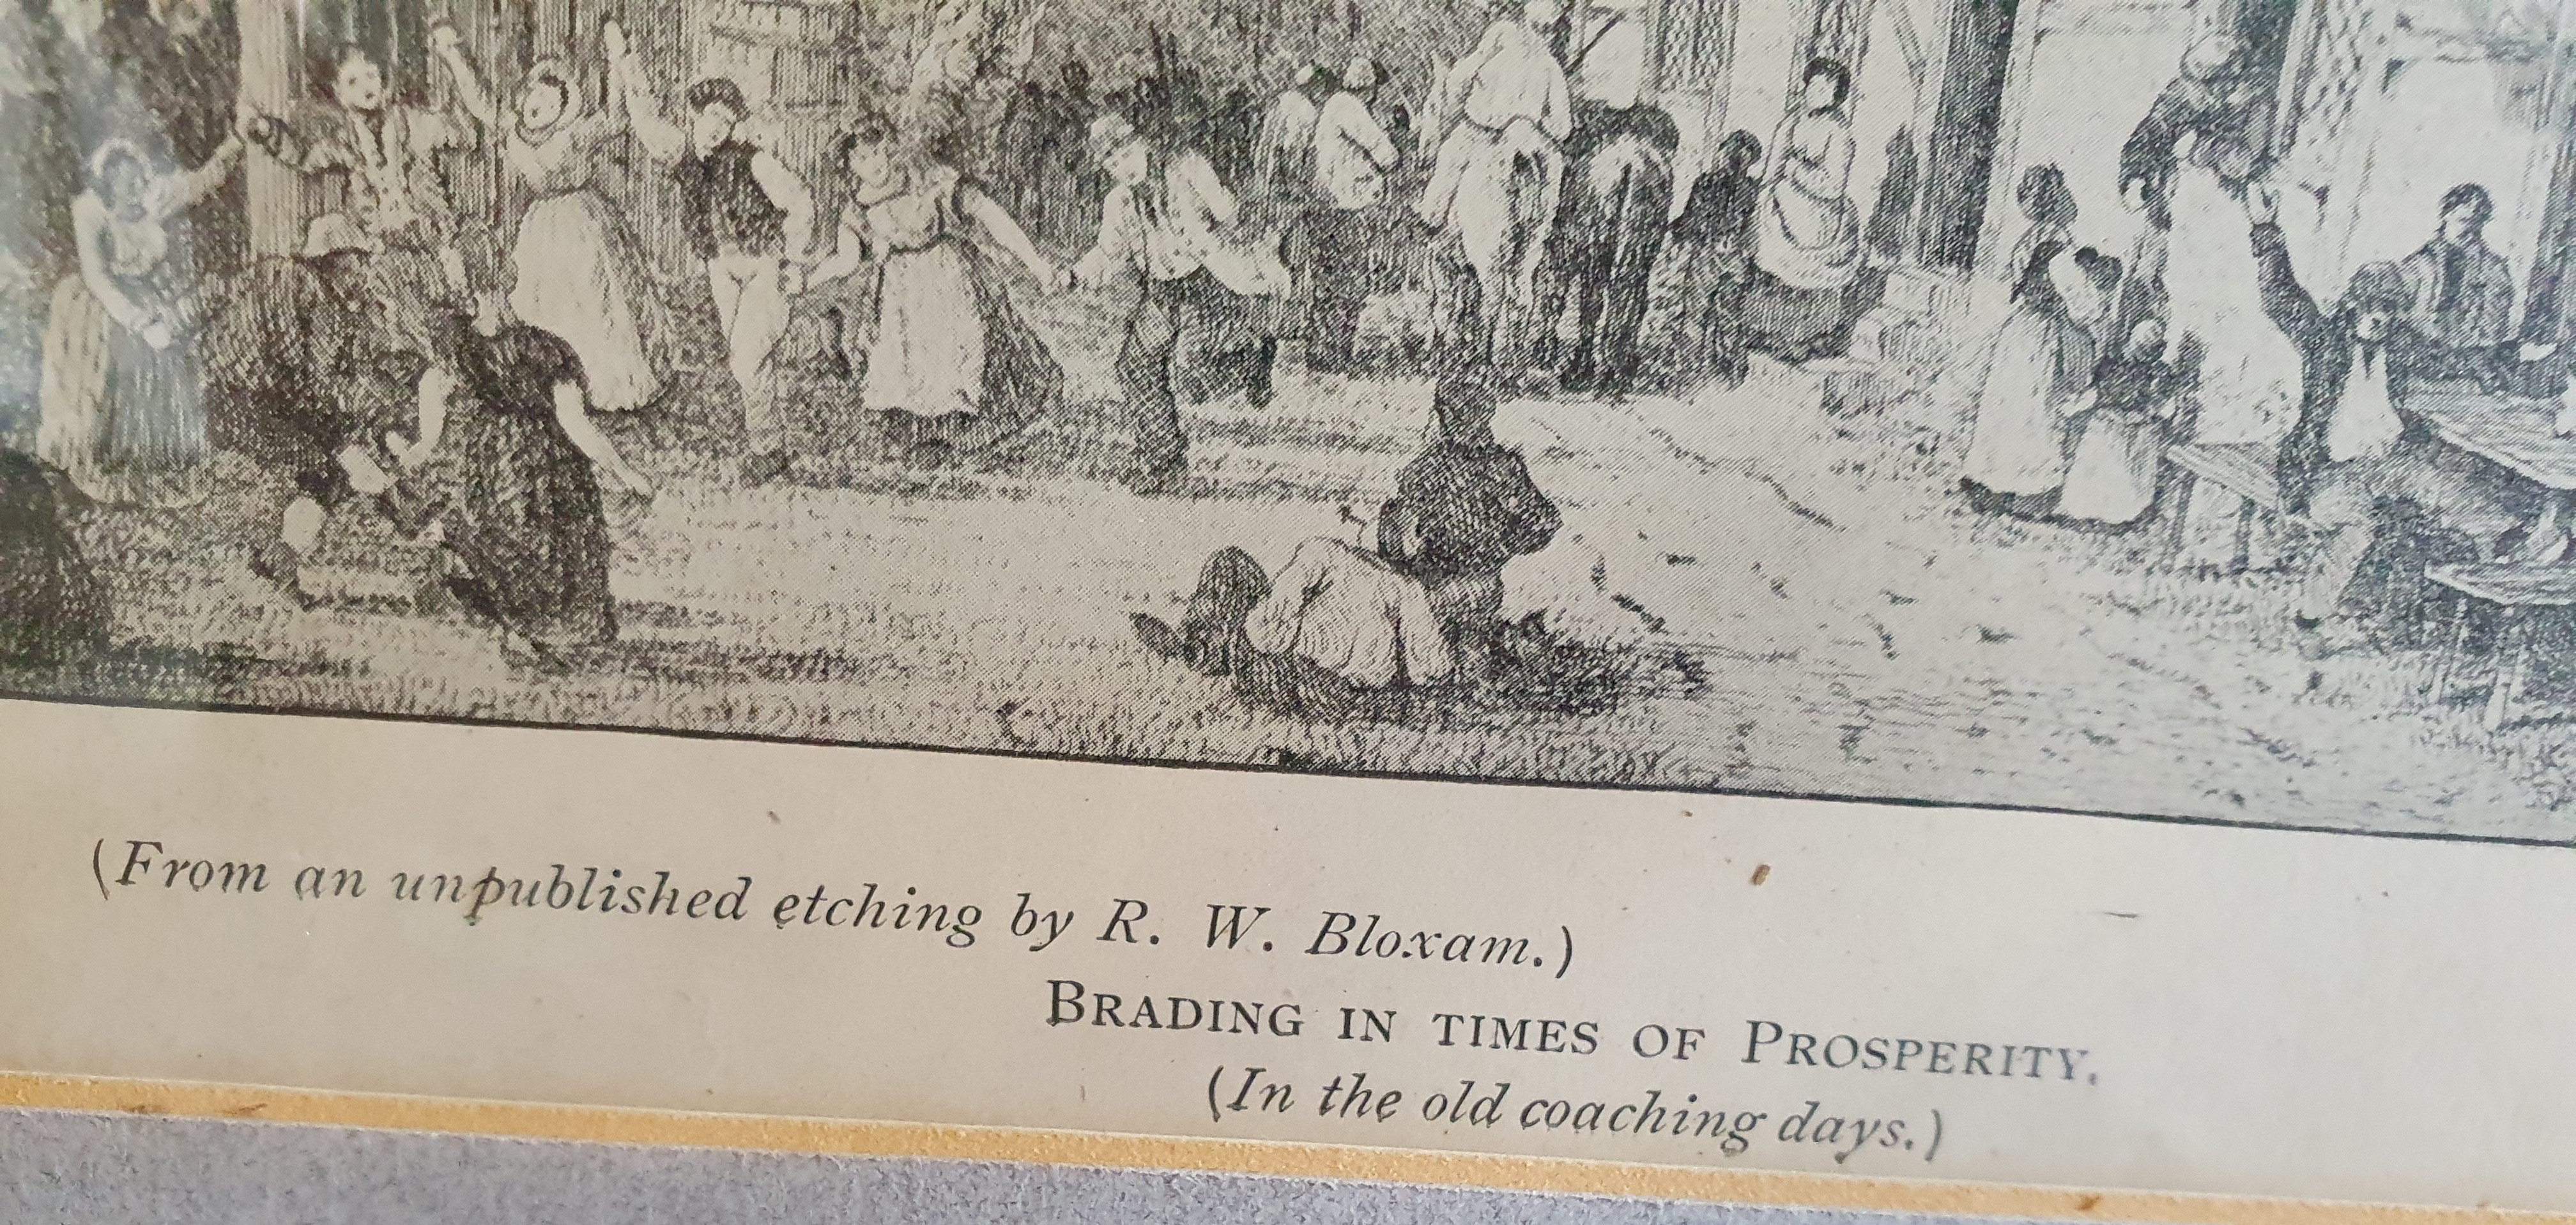 (From an unpublished etching by R. W. Bloxam.)
BRADING IN TIMES OF PROSPERITY.
(In the old coaching days.)